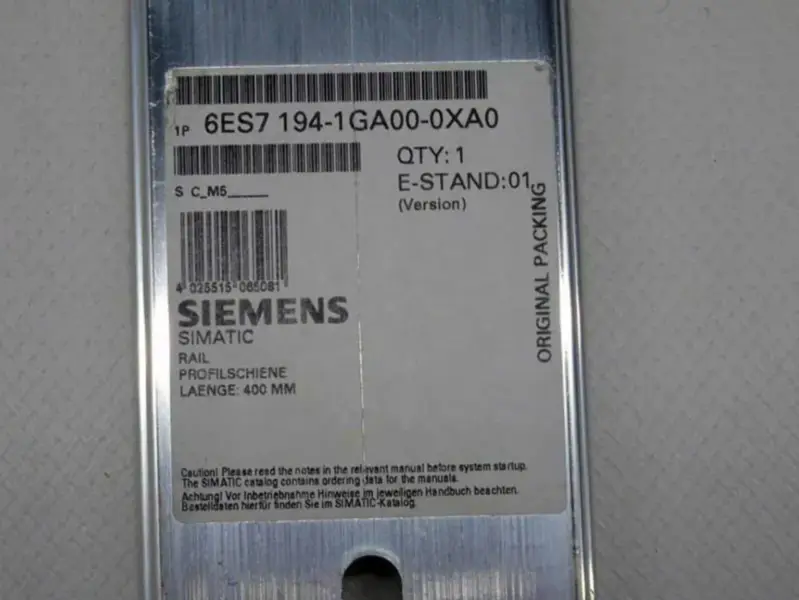 1P 6ES7 194-1GA00-0XA0
QTY: 1
E-STAND:01
(Version)
S C_M5_____
4 025515 065081
SIEMENS
SIMATIC
RAIL
PROFILSCHIENE
LAENGE: 400 MM
ORIGINAL PACKING
Caution! Please read the notes in the relevant manual before system startup.
The SIMATIC catalog contains ordering data for the manuals.
Achtung! Vor Inbetriebnahme Hinweise im jeweiligen Handbuch beachten.
Bestelldaten hierfür finden Sie im SIMATIC-Katalog.